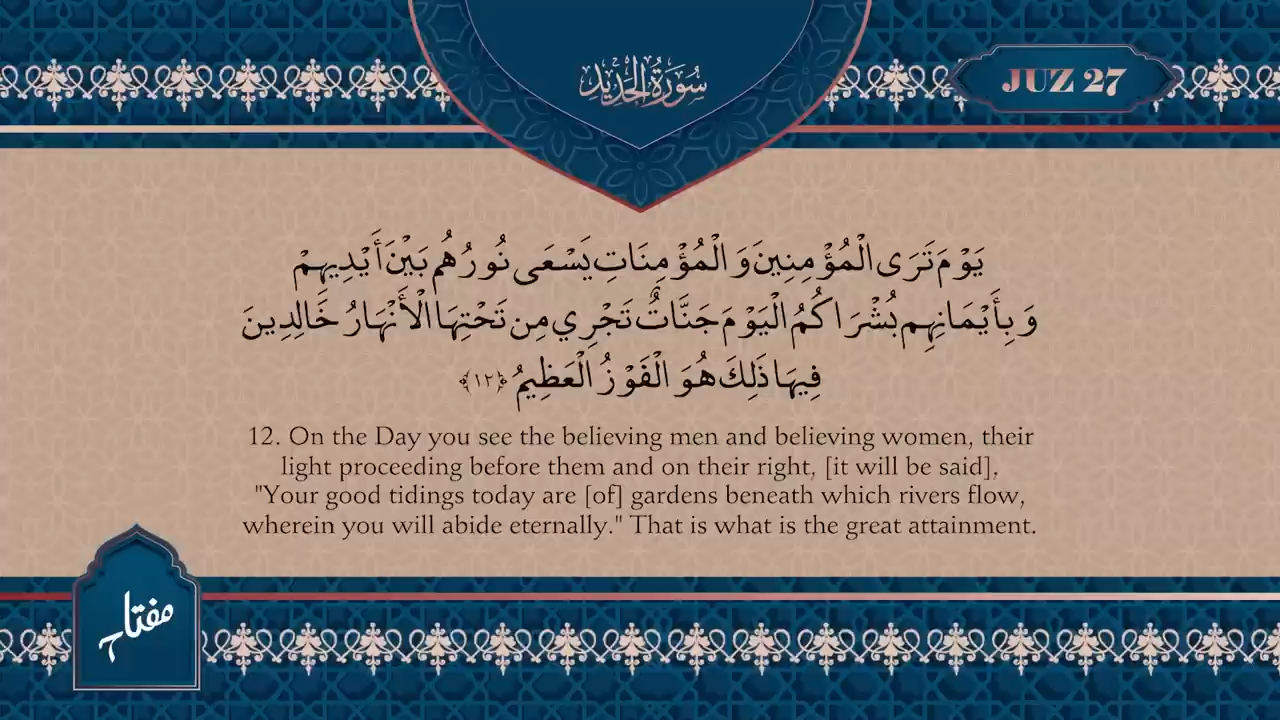 سُورَةُ الْحَدِيدِ
JUZ 27
يَوْمَ تَرَى الْمُؤْمِنِينَ وَالْمُؤْمِنَاتِ يَسْعَى نُورُهُم بَيْنَ أَيْدِيهِمْ
وَبِأَيْمَانِهِم بُشْرَاكُمُ الْيَوْمَ جَنَّاتٌ تَجْرِي مِن تَحْتِهَا الْأَنْهَارُ خَالِدِينَ
فِيهَا ذَلِكَ هُوَ الْفَوْزُ الْعَظِيمُ ﴿١٢﴾
12. On the Day you see the believing men and believing women, their
light proceeding before them and on their right, [it will be said],
"Your good tidings today are [of] gardens beneath which rivers flow,
wherein you will abide eternally." That is what is the great attainment.
مفتاح